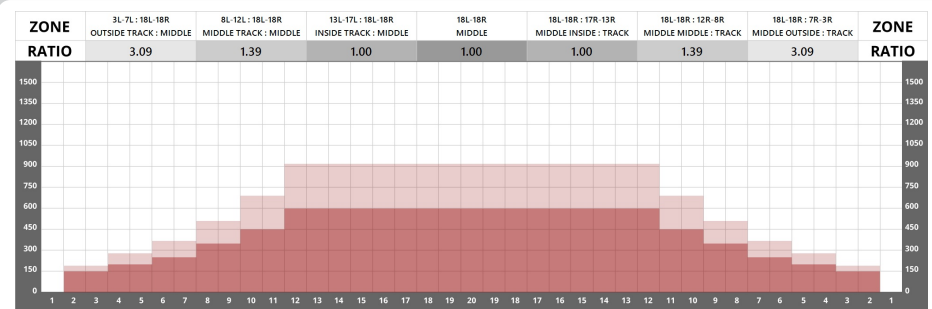 ZONE 3L-7L : 18L-18R 8L-12L : 18L-18R 13L-17L : 18L-18R 18L-18R 18L-18R : 17R-13R 18L-18R : 12R-8R 18L-18R : 7R-3R ZONE
OUTSIDE TRACK : MIDDLE MIDDLE TRACK : MIDDLE INSIDE TRACK : MIDDLE MIDDLE MIDDLE INSIDE : TRACK MIDDLE MIDDLE : TRACK MIDDLE OUTSIDE : TRACK
RATIO 3.09 1.39 1.00 1.00 1.00 1.39 3.09 RATIO
1500 1500
1350 1350
1200 1200
1050 1050
900 900
750 750
600 600
450 450
300 300
150 150
0 0
1 2 3 4 5 6 7 8 9 10 11 12 13 14 15 16 17 18 19 20 19 18 17 16 15 14 13 12 11 10 9 8 7 6 5 4 3 2 1